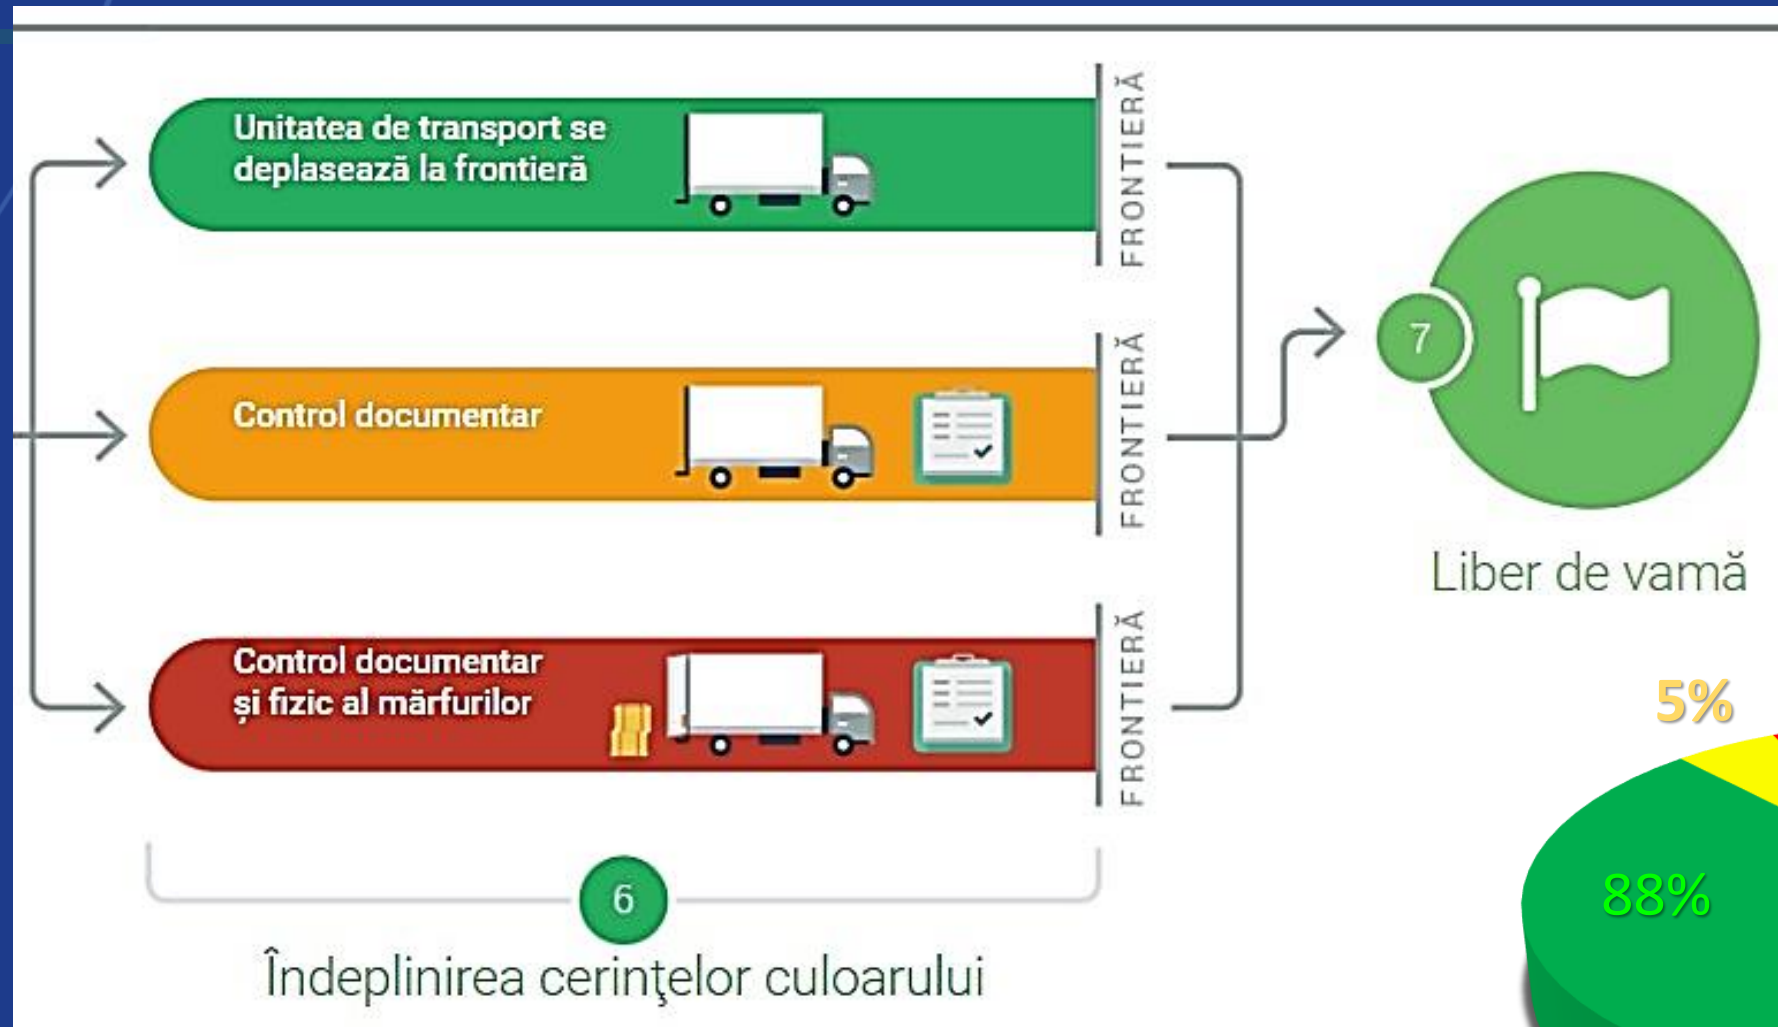 Unitatea de transport se
deplasează la frontieră
FRONTIERĂ
Control documentar
FRONTIERĂ
7
Liber de vamă
Control documentar
și fizic al mărfurilor
FRONTIERĂ
6
Îndeplinirea cerinţelor culoarului
5%
88%